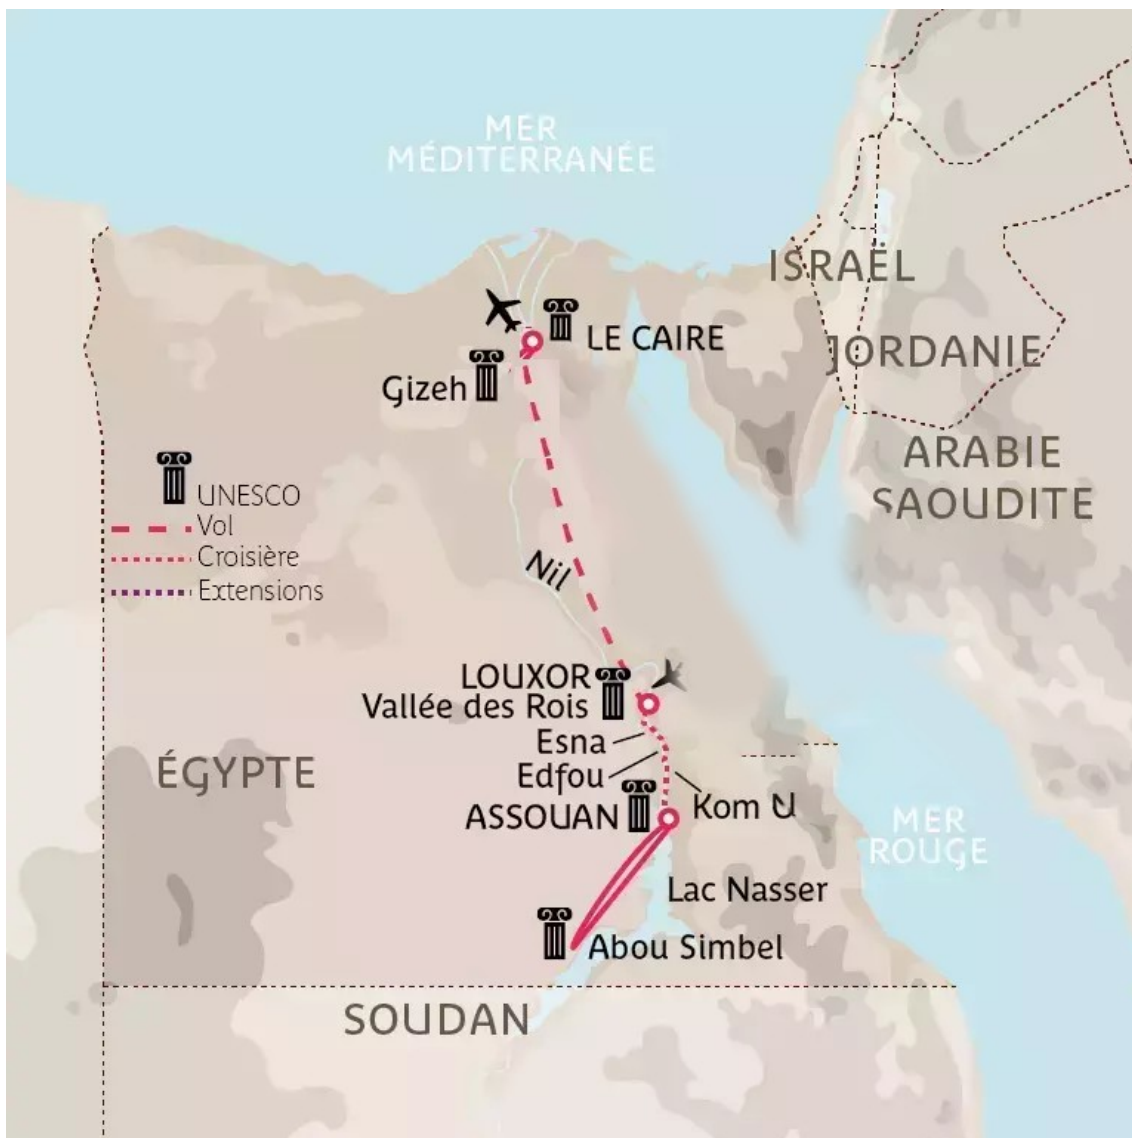 MER
MÉDITERRANÉE
ISRAËL
LE CAIRE
JORDANIE
Gizeh
ARABIE
SAOUDITE
UNESCO
Vol
Croisière
Extensions
Nil
LOUXOR
Vallée des Rois
Esna
Edfou
ÉGYPTE
Kom
ASSOUAN
MER
ROUGE
Lac Nasser
Abou Simbel
SOUDAN